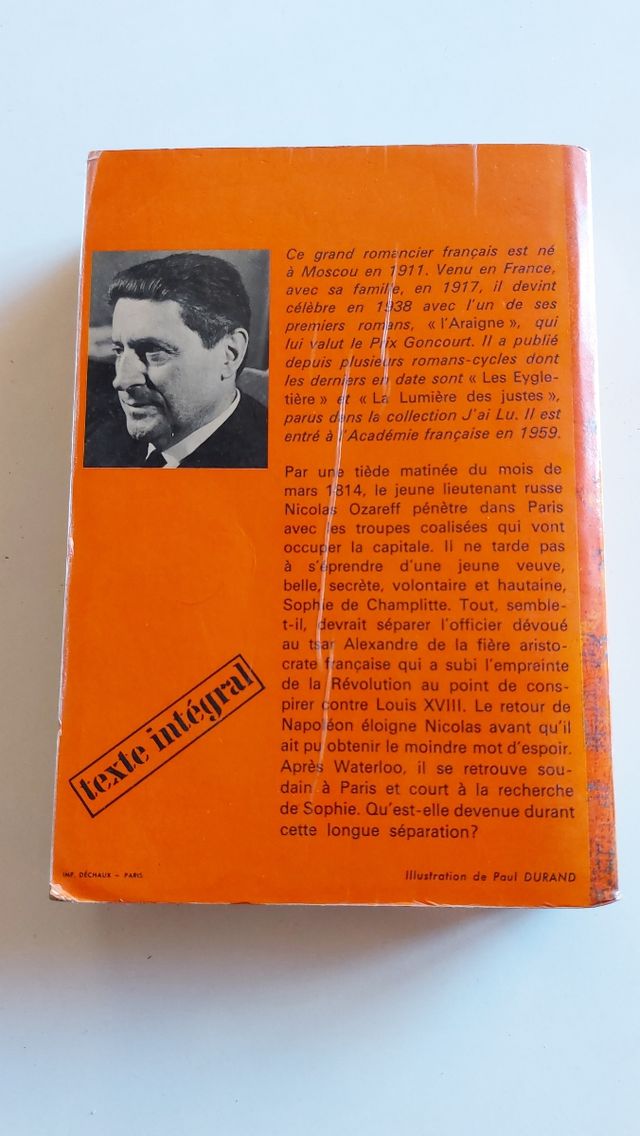 Ce grand romancier français est né
à Moscou en 1911. Venu en France,
avec sa famille, en 1917, il devint
célèbre en 1938 avec l'un de ses
premiers romans, « l'Araigne », qui
lui valut le Prix Goncourt. Il a publié
depuis plusieurs romans-cycles dont
les derniers en date sont « Les Eygle-
tière » et « La Lumière des justes »,
parus dans la collection J'ai Lu. Il est
entré à l'Académie française en 1959.
Par une tiède matinée du mois de
mars 1814, le jeune lieutenant russe
Nicolas Ozareff pénètre dans Paris
avec les troupes coalisées qui vont
occuper la capitale. Il ne tarde pas
à s'éprendre d'une jeune veuve,
belle, secrète, volontaire et hautaine,
Sophie de Champlitte. Tout, semble-
t-il, devrait séparer l'officier dévoué
au tsar Alexandre de la fière aristo-
crate française qui a subi l'empreinte
de la Révolution au point de cons-
pirer contre Louis XVIII. Le retour de
Napoléon éloigne Nicolas avant qu'il
ait pu obtenir le moindre mot d'espoir.
Après Waterloo, il se retrouve sou-
dain à Paris et court à la recherche
de Sophie. Qu'est-elle devenue durant
cette longue séparation?
texte intégral
IMP. DÉCHAUX - PARIS
Illustration de Paul DURAND